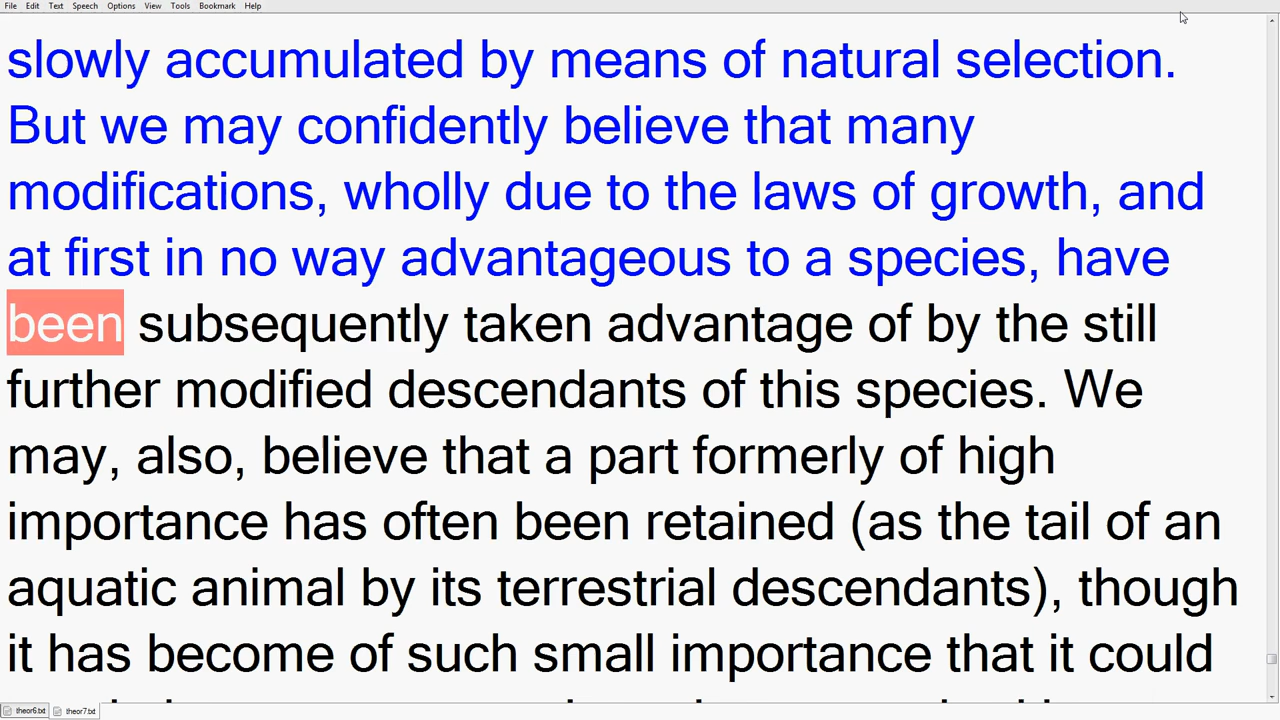 File Edit Text Speech Options View Tools Bookmark Help
slowly accumulated by means of natural selection.
But we may confidently believe that many
modifications, wholly due to the laws of growth, and
at first in no way advantageous to a species, have
been subsequently taken advantage of by the still
further modified descendants of this species. We
may, also, believe that a part formerly of high
importance has often been retained (as the tail of an
aquatic animal by its terrestrial descendants), though
it has become of such small importance that it could
theor6.txt theor7.txt